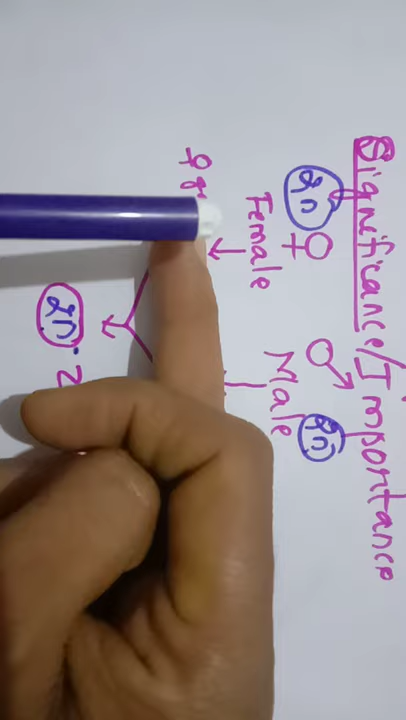 Significance/Importance
2n ♀ ♂ 2n
Female Male
♀ g
2n. Z